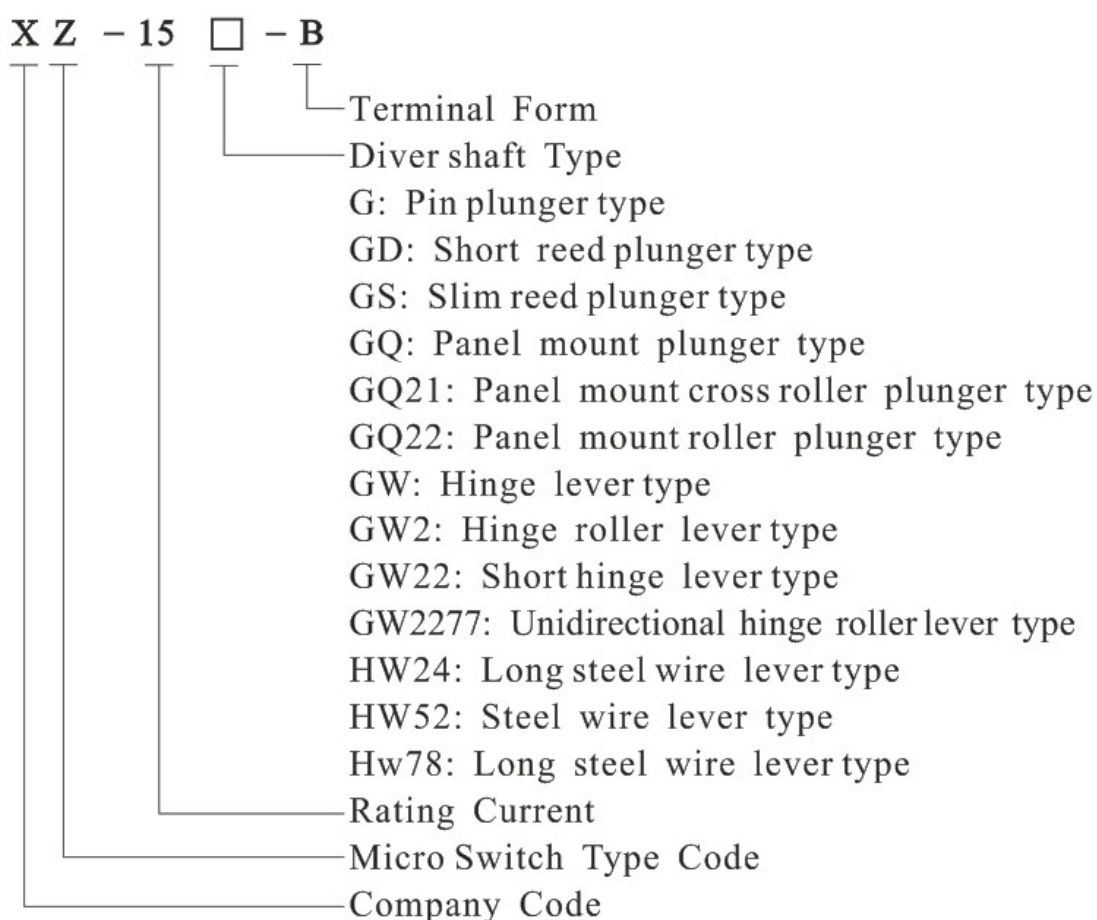 X Z - 15 □ - B
Terminal Form
Diver shaft Type
G: Pin plunger type
GD: Short reed plunger type
GS: Slim reed plunger type
GQ: Panel mount plunger type
GQ21: Panel mount cross roller plunger type
GQ22: Panel mount roller plunger type
GW: Hinge lever type
GW2: Hinge roller lever type
GW22: Short hinge lever type
GW2277: Unidirectional hinge roller lever type
HW24: Long steel wire lever type
HW52: Steel wire lever type
Hw78: Long steel wire lever type
Rating Current
Micro Switch Type Code
Company Code